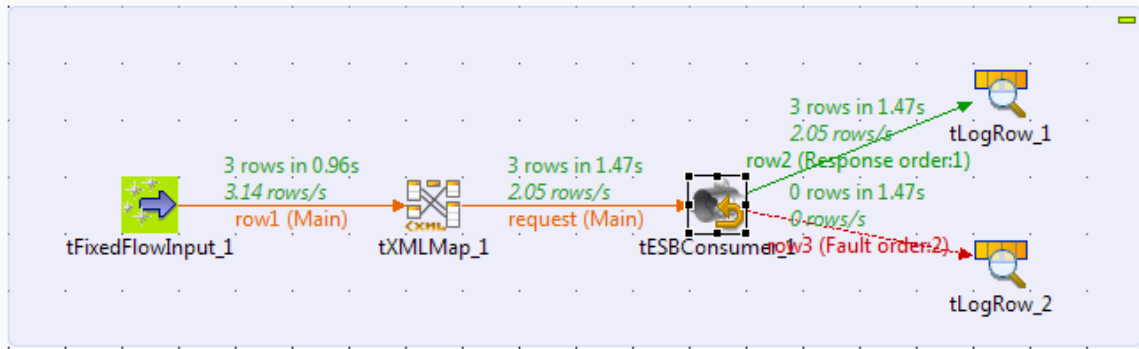 3 rows in 0.96s
3.14 rows/s
row1 (Main)
tFixedFlowInput_1
tXMLMap_1
3 rows in 1.47s
2.05 rows/s
request (Main)
tESBConsumer_1
3 rows in 1.47s
2.05 rows/s
row2 (Response order:1)
tLogRow_1
0 rows in 1.47s
0 rows/s
row3 (Fault order:2)
tLogRow_2